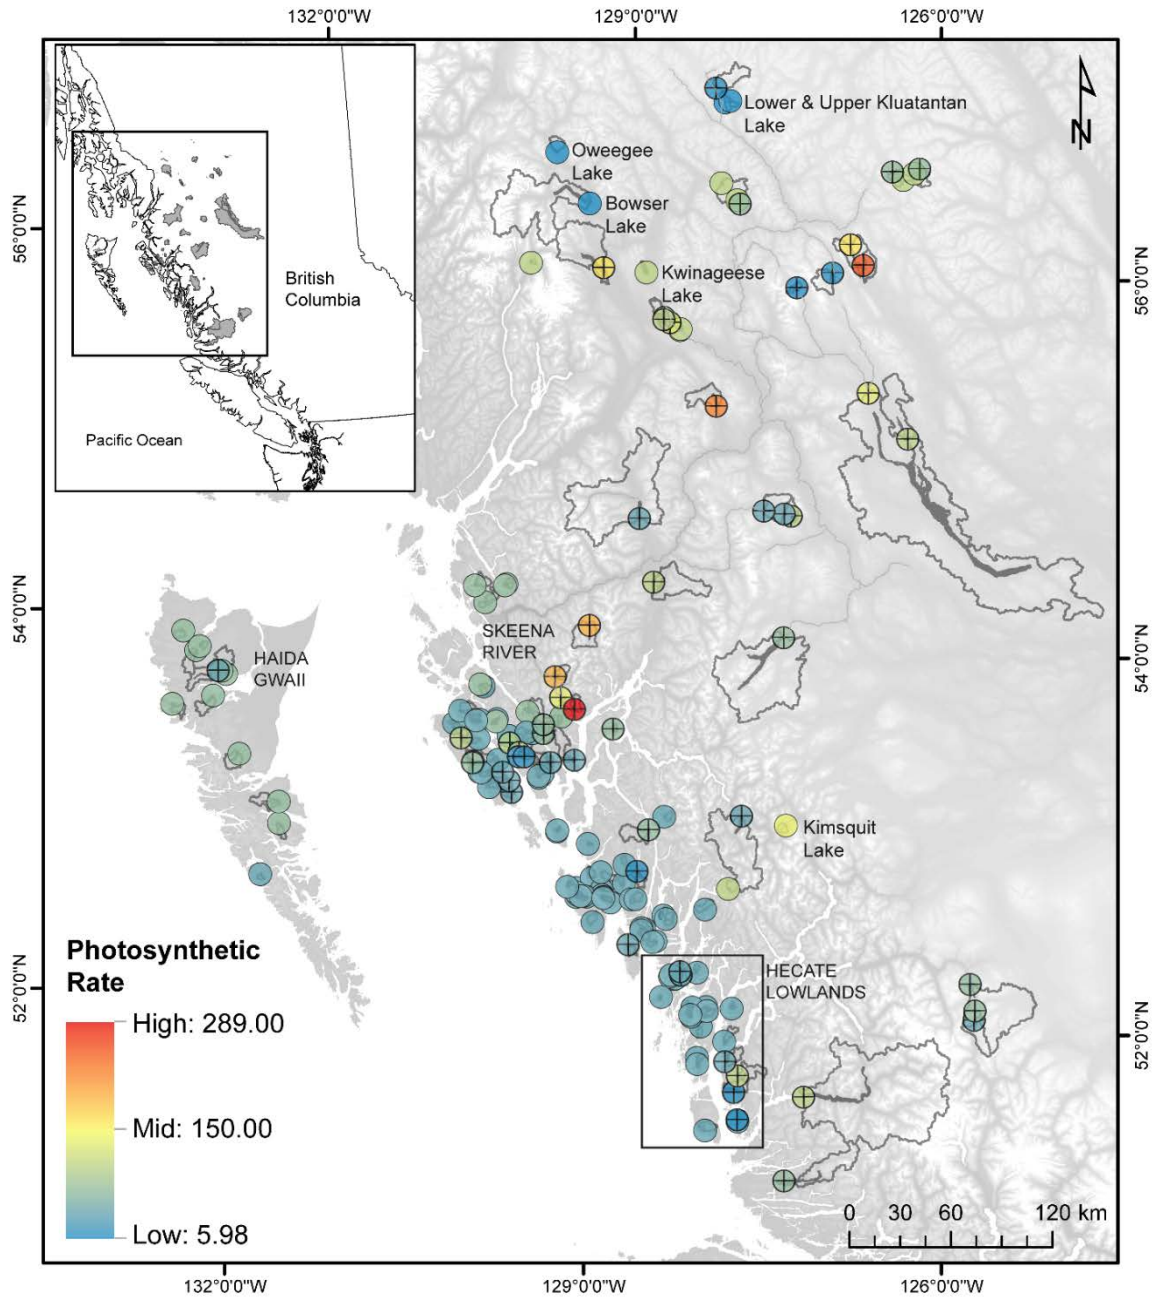 132°0'0"W
129°0'0"W
126°0'0"W
56°0'0"N
54°0'0"N
52°0'0"N
56°0'0"N
54°0'0"N
52°0'0"N
British
Columbia
Pacific Ocean
N
Lower & Upper Kluatantan
Lake
Oweegee
Lake
Bowser
Lake
Kwinageese
Lake
SKEENA
RIVER
HAIDA
GWAII
Kimsquit
Lake
HECATE
LOWLANDS
Photosynthetic
Rate
High: 289.00
Mid: 150.00
Low: 5.98
0 30 60 120 km
132°0'0"W
129°0'0"W
126°0'0"W